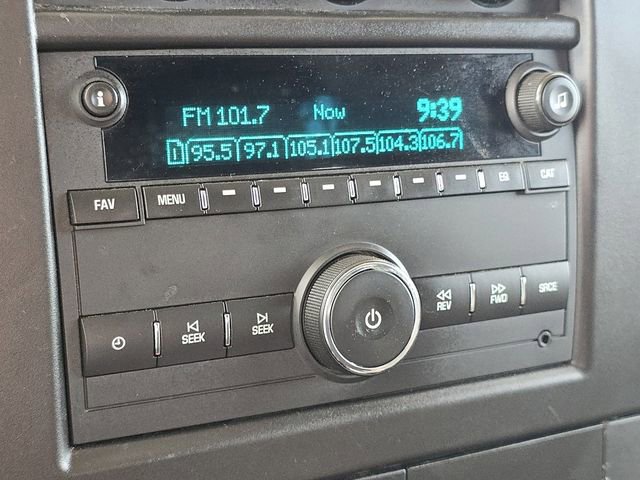 FM 101.7 Now 9:39
1 95.5 97.1 105.1 107.5 104.3 106.7
FAV MENU EQ CAT
SEEK SEEK REV FWD SRCE